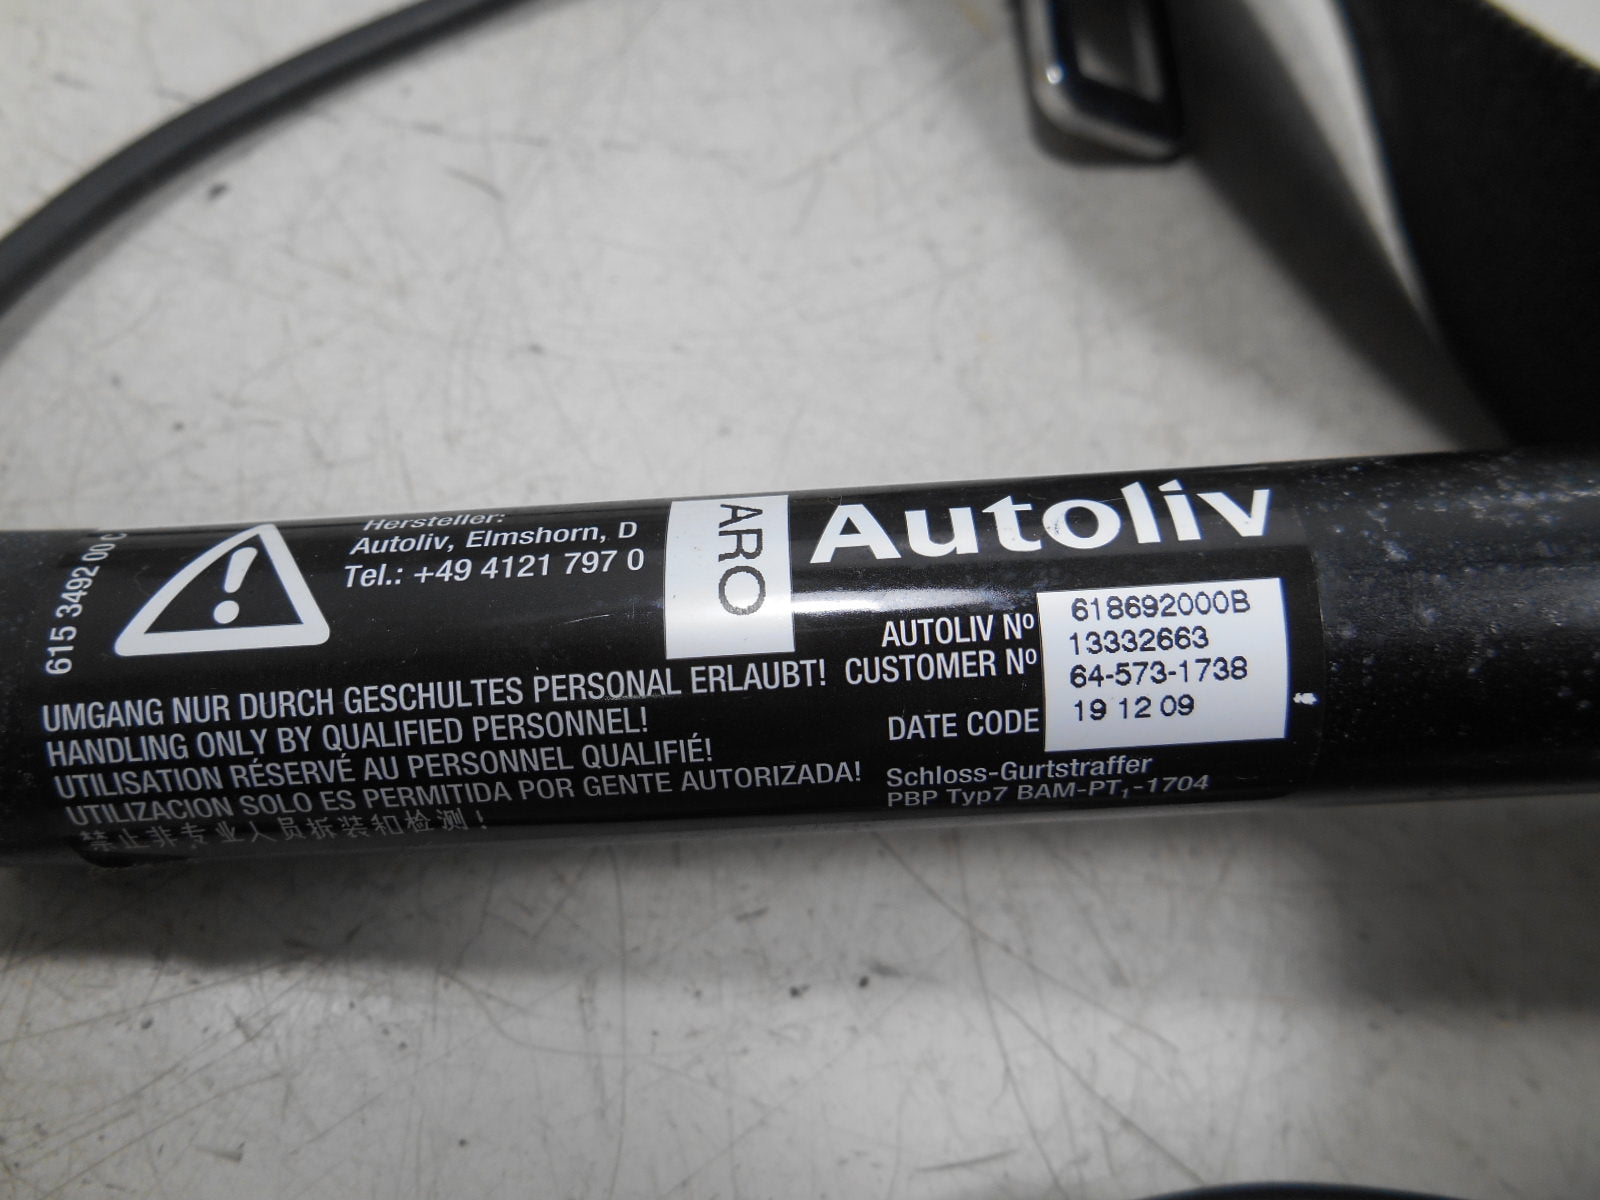 615 3492 00 C
Hersteller:
Autoliv, Elmshorn, D
Tel.: +49 4121 797 0
ARO
Autoliv
AUTOLIV Nº 618692000B
CUSTOMER Nº 13332663
64-573-1738
DATE CODE 19 12 09
UMGANG NUR DURCH GESCHULTES PERSONAL ERLAUBT!
HANDLING ONLY BY QUALIFIED PERSONNEL!
UTILISATION RÉSERVÉ AU PERSONNEL QUALIFIÉ!
UTILIZACION SOLO ES PERMITIDA POR GENTE AUTORIZADA!
禁止非专业人员拆装和检测!
Schloss-Gurtstraffer
PBP Typ7 BAM-PT₁-1704